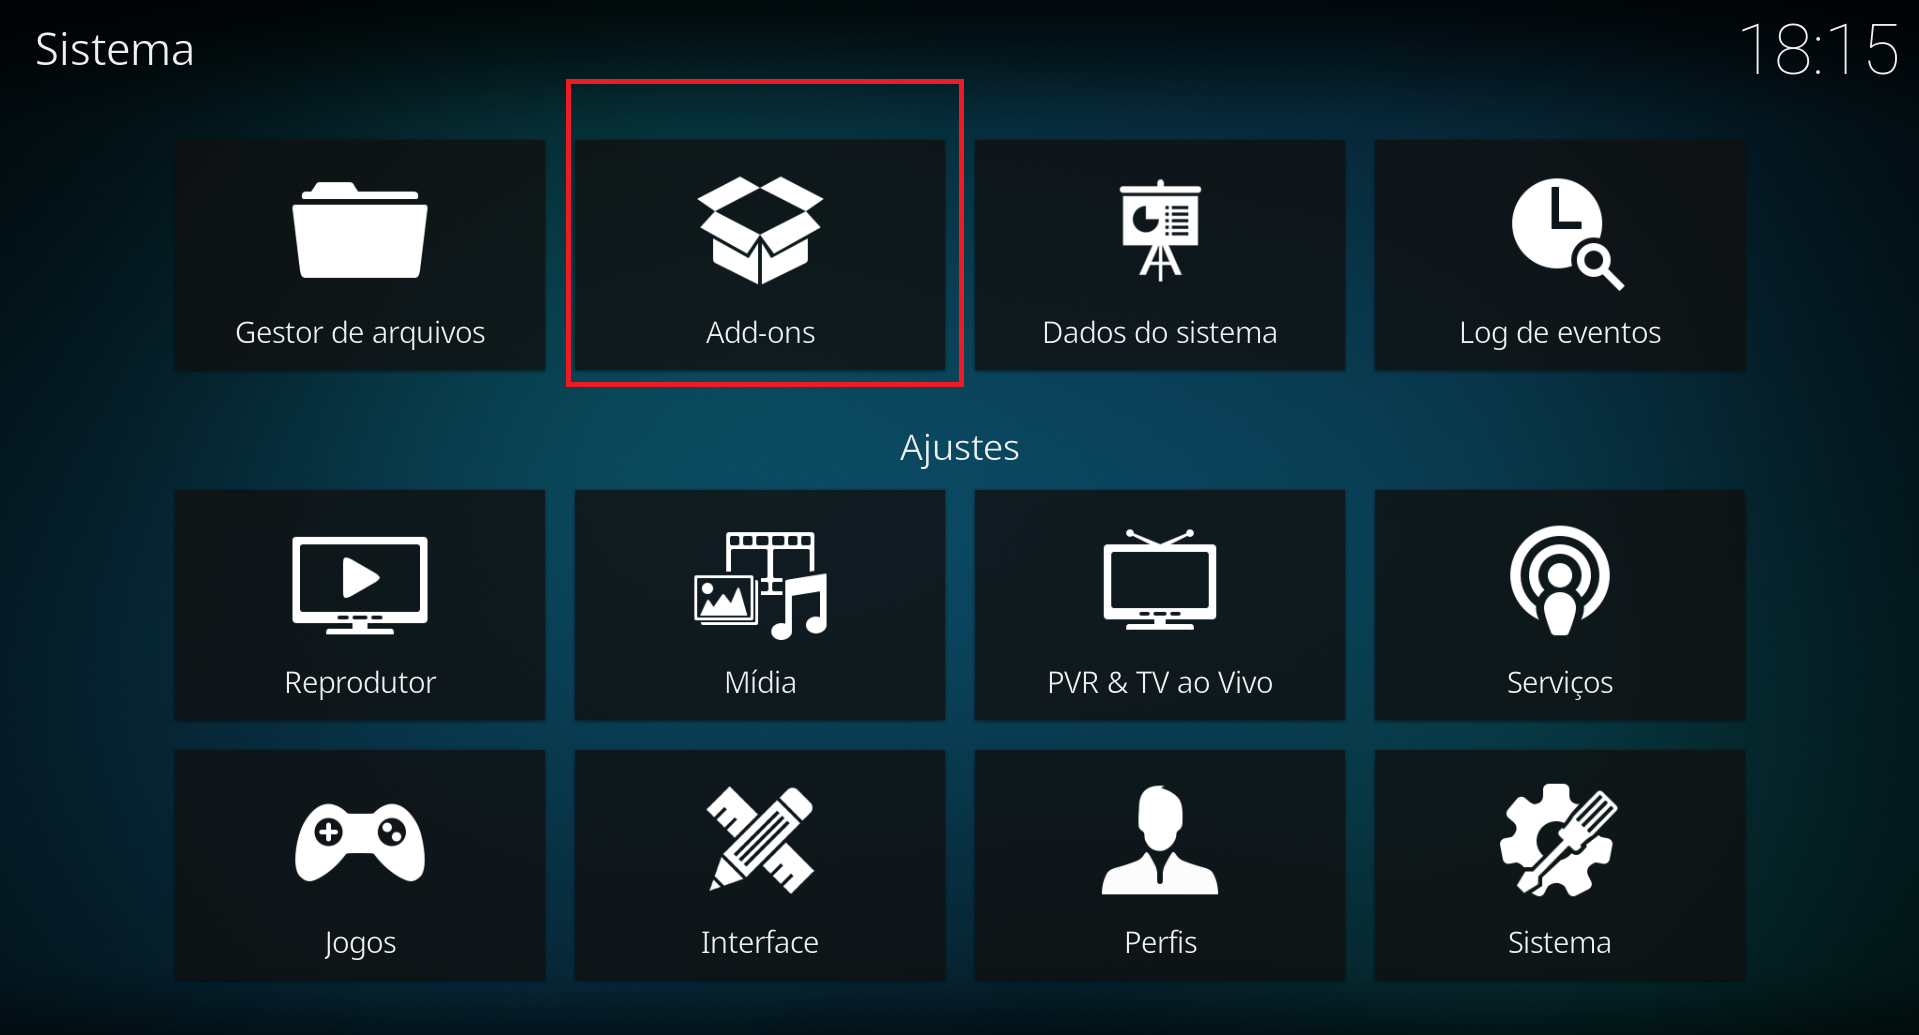 Sistema
18:15
Gestor de arquivos
Add-ons
Dados do sistema
Log de eventos
Ajustes
Reprodutor
Mídia
PVR & TV ao Vivo
Serviços
Jogos
Interface
Perfis
Sistema